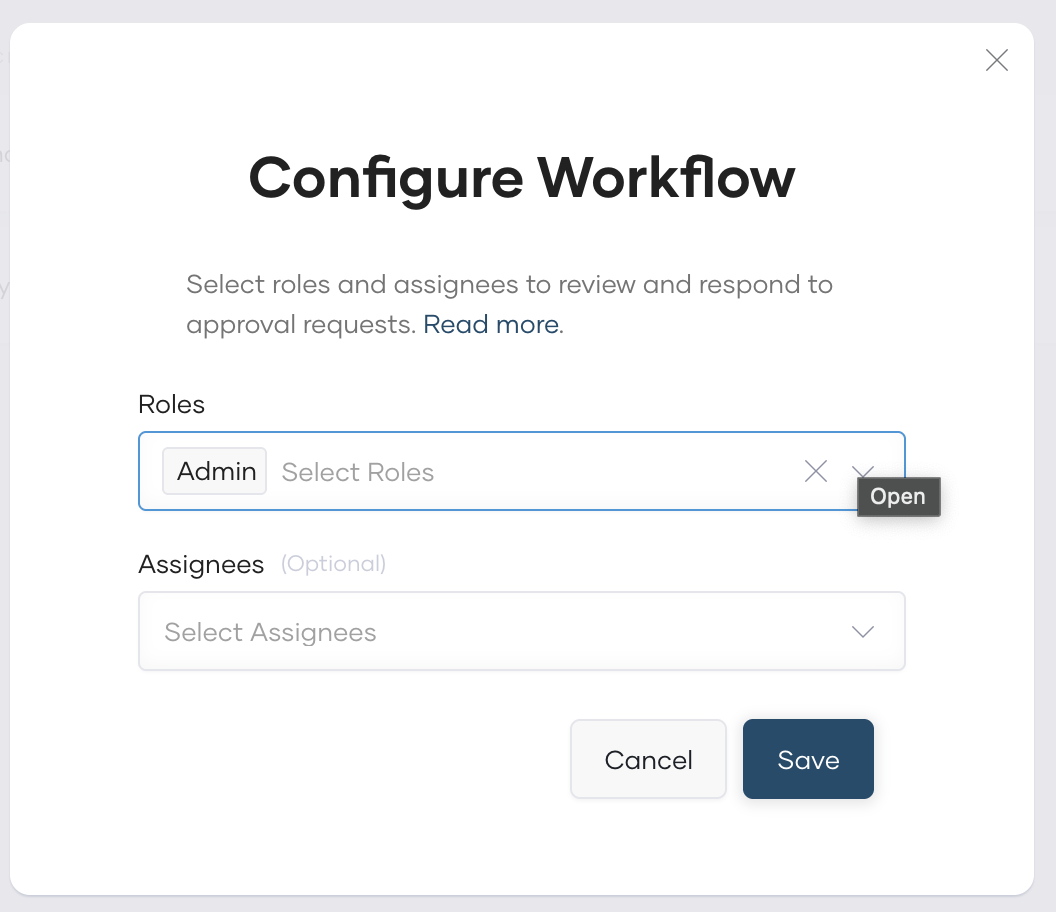 Configure Workflow
Select roles and assignees to review and respond to
approval requests. Read more.
Roles
Admin Select Roles
Open
Assignees (Optional)
Select Assignees
Cancel Save